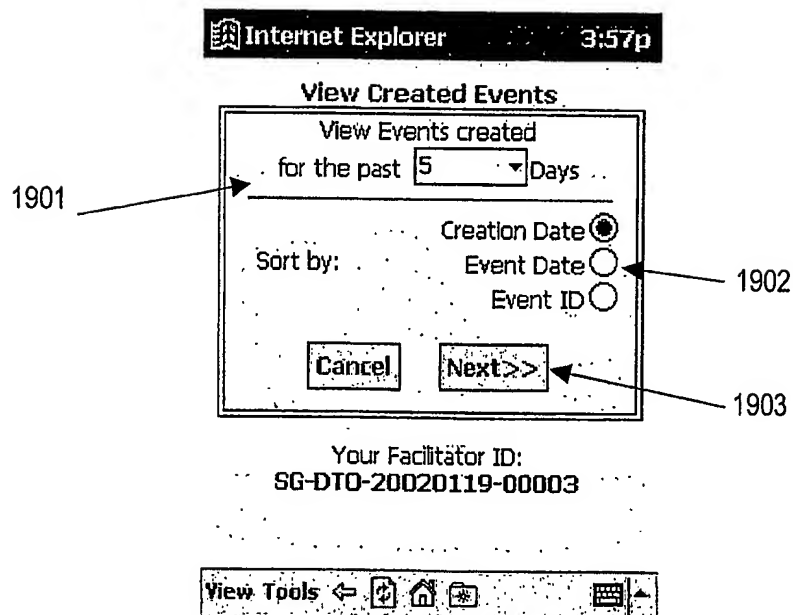 Internet Explorer 3:57p
View Created Events
View Events created
for the past 5 Days
1901
Creation Date
Sort by: Event Date
1902
Event ID
Cancel Next>>
1903
Your Facilitator ID:
SG-DTO-20020119-00003
View Tools